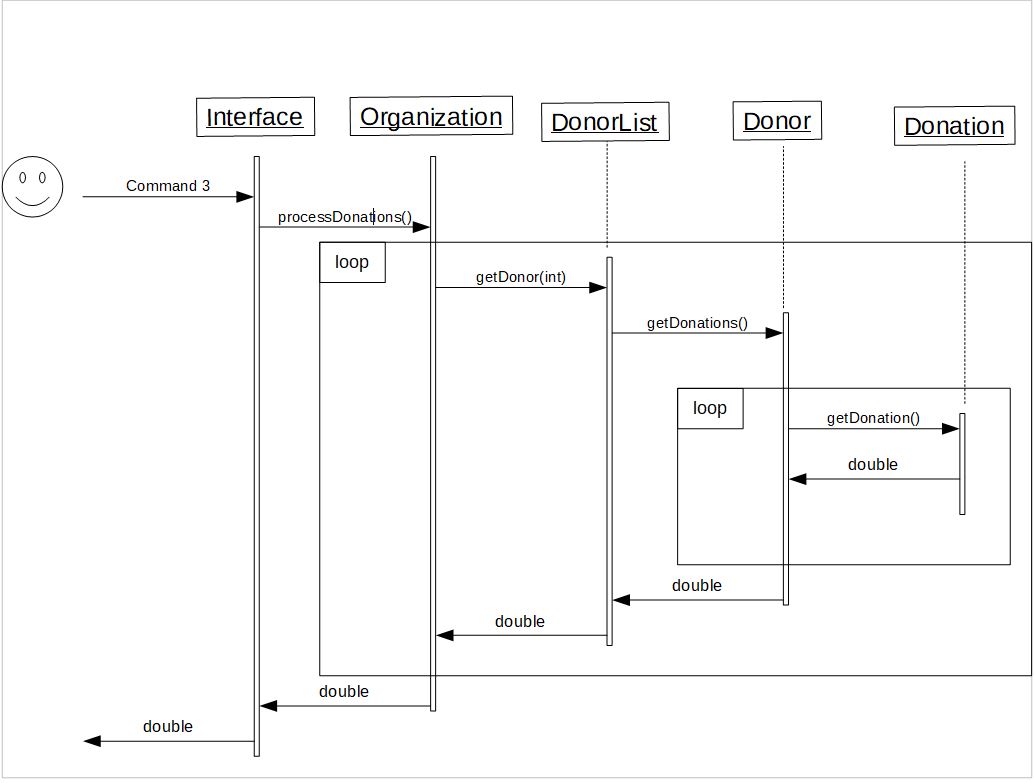 Interface
Organization
DonorList
Donor
Donation
Command 3
processDonations()
loop
getDonor(int)
getDonations()
loop
getDonation()
double
double
double
double
double